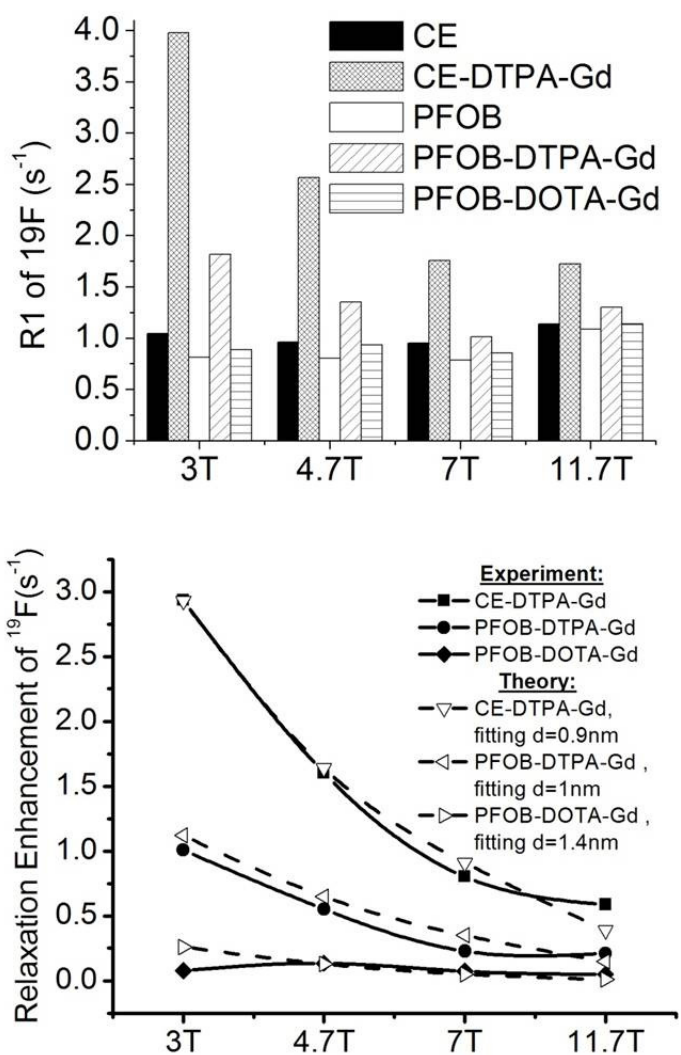 R1 of 19F (s⁻¹)
4.0
3.5
3.0
2.5
2.0
1.5
1.0
0.5
0.0
CE
CE-DTPA-Gd
PFOB
PFOB-DTPA-Gd
PFOB-DOTA-Gd
3T
4.7T
7T
11.7T
Relaxation Enhancement of ¹⁹F(s⁻¹)
3.0
2.5
2.0
1.5
1.0
0.5
0.0
Experiment:
CE-DTPA-Gd
PFOB-DTPA-Gd
PFOB-DOTA-Gd
Theory:
CE-DTPA-Gd,
fitting d=0.9nm
PFOB-DTPA-Gd ,
fitting d=1nm
PFOB-DOTA-Gd ,
fitting d=1.4nm
3T
4.7T
7T
11.7T